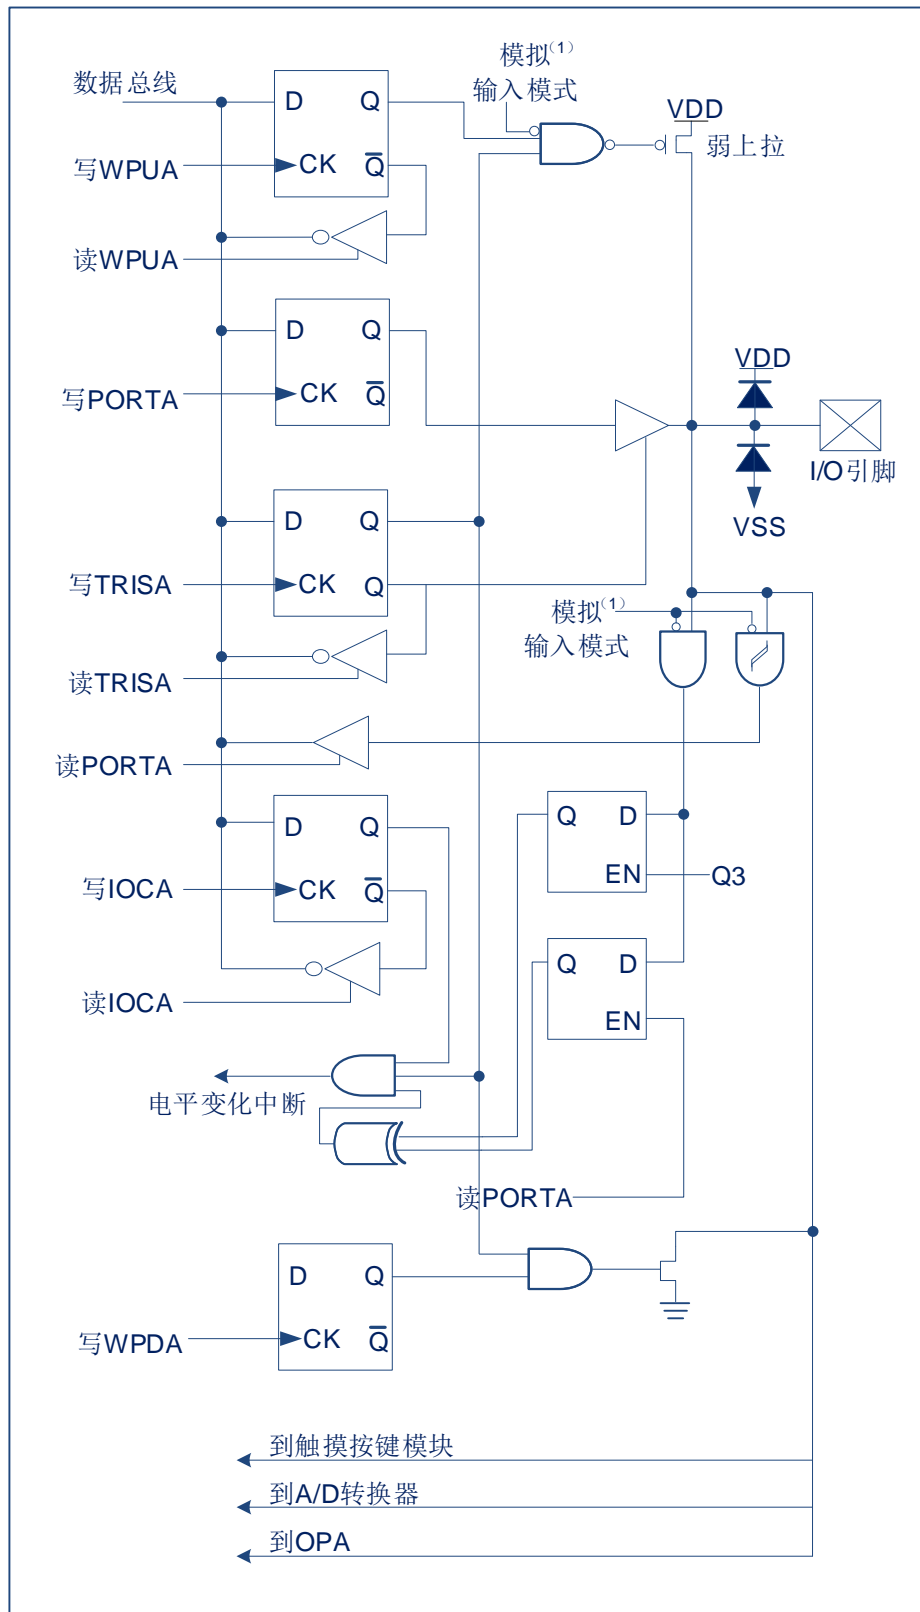 模拟(1)
输入模式
数据总线
D Q
VDD
弱上拉
写WPUA
CK Q
读WPUA
D Q
写PORTA
CK Q
VDD
I/O引脚
VSS
D Q
写TRISA
CK Q
模拟(1)
输入模式
读TRISA
读PORTA
D Q
Q D
写IOCA
CK Q
EN
Q3
Q D
读IOCA
EN
电平变化中断
读PORTA
D Q
写WPDA
CK Q
到触摸按键模块
到A/D转换器
到OPA